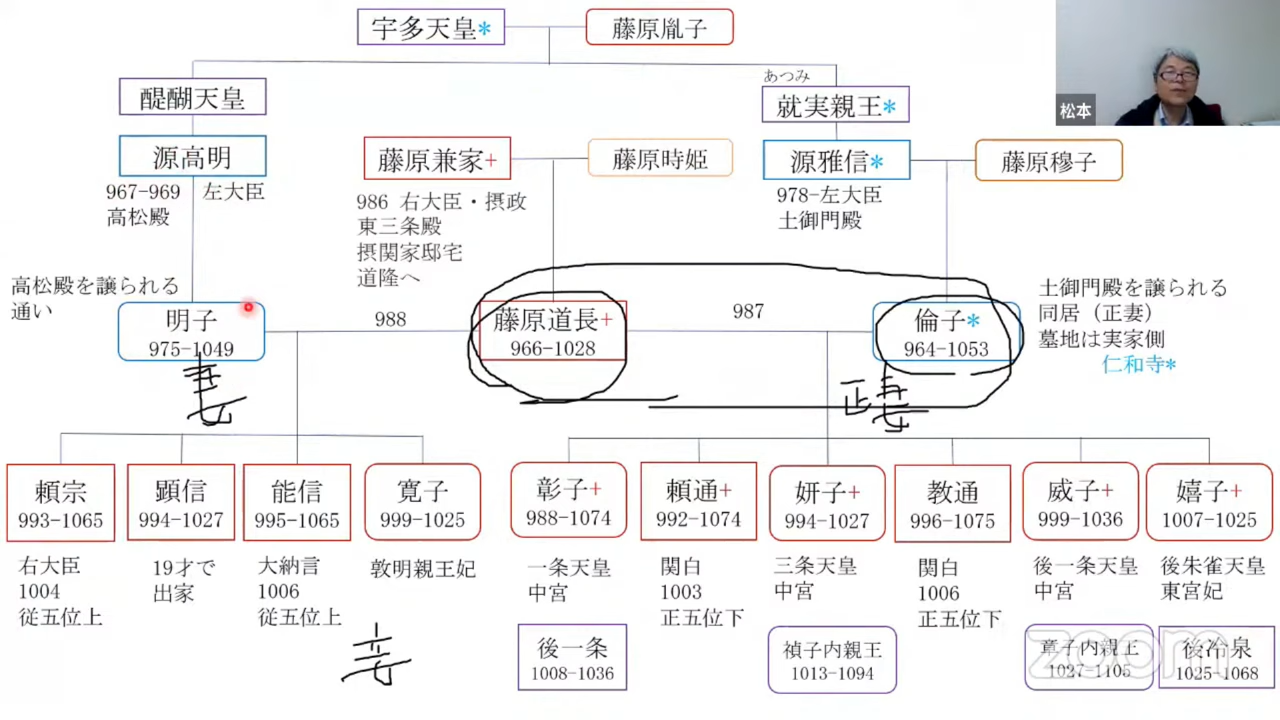 宇多天皇*
藤原胤子
松本
醍醐天皇
あつみ
就実親王*
源高明
藤原兼家+
藤原時姫
源雅信*
藤原穆子
967-969 左大臣
高松殿
986 右大臣・摂政
東三条殿
摂関家邸宅
道隆へ
978-左大臣
土御門殿
高松殿を譲られる
通い
明子
975-1049
988
藤原道長+
966-1028
987
倫子*
964-1053
土御門殿を譲られる
同居（正妻）
墓地は実家側
仁和寺*
妻
正妻
頼宗
993-1065
顕信
994-1027
能信
995-1065
寛子
999-1025
彰子+
988-1074
頼通+
992-1074
妍子+
994-1027
教通
996-1075
威子+
999-1036
嬉子+
1007-1025
右大臣
1004
従五位上
19才で
出家
大納言
1006
従五位上
敦明親王妃
一条天皇
中宮
関白
1003
正五位下
三条天皇
中宮
関白
1006
正五位下
後一条天皇
中宮
後朱雀天皇
東宮妃
後一条
1008-1036
禎子内親王
1013-1094
章子内親王
1027-1105
後冷泉
1025-1068
zoom